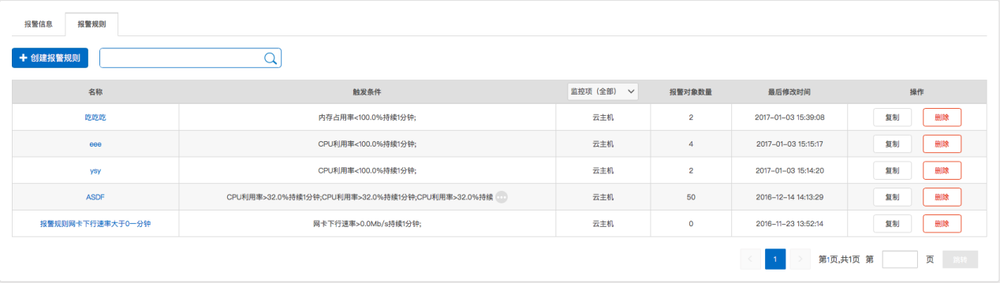 报警信息 报警规则
+ 创建报警规则
名称 触发条件 监控项（全部） 报警对象数量 最后修改时间 操作
吃吃吃 内存占用率<100.0%持续1分钟; 云主机 2 2017-01-03 15:39:08 复制 删除
eee CPU利用率<100.0%持续1分钟; 云主机 4 2017-01-03 15:15:17 复制 删除
ysy CPU利用率<100.0%持续1分钟; 云主机 2 2017-01-03 15:14:20 复制 删除
ASDF CPU利用率>32.0%持续1分钟;CPU利用率>32.0%持续1分钟;CPU利用率>32.0%持续 ... 云主机 50 2016-12-14 14:13:29 复制 删除
报警规则网卡下行速率大于0一分钟 网卡下行速率>0.0Mb/s持续1分钟; 云主机 0 2016-11-23 13:52:14 复制 删除
< 1 > 第1页,共1页 第 页 跳转